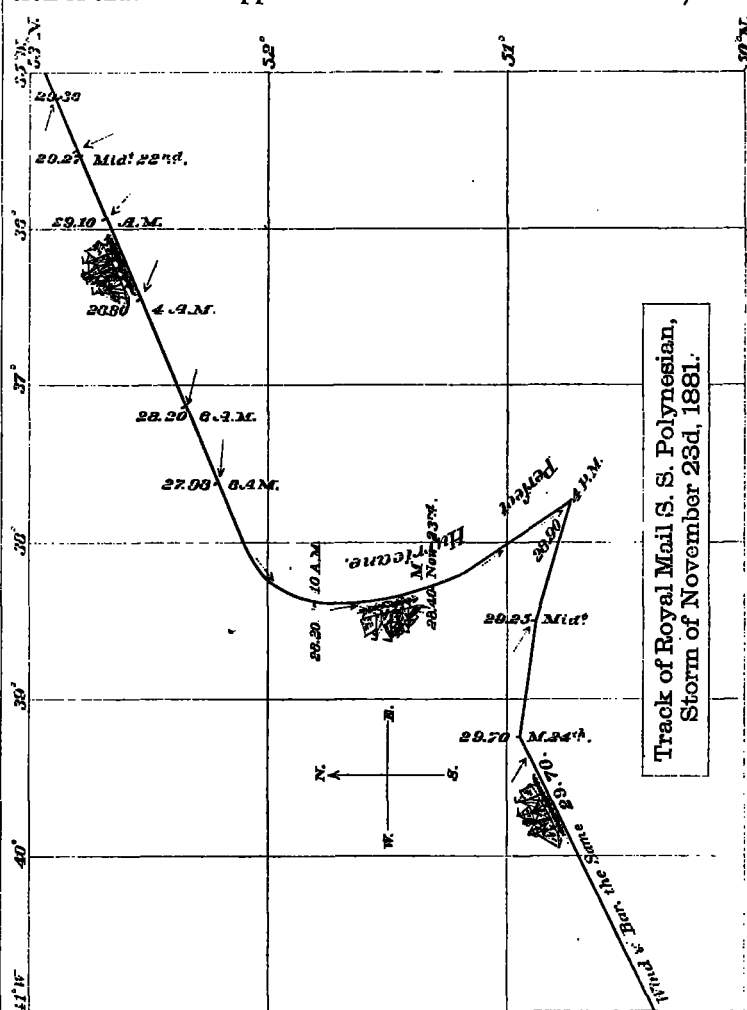 52°
51°
50°N.
29.30
29.27 Midt. 22nd.
29.10 A.M.
36°
28.80 4 A.M.
37°
28.20 6 A.M.
27.98 8 A.M.
38°
28.20 10 A.M.
Hurricane.
Perfect
M
28.40 Nov. 23rd.
28.90 4 P.M.
29.25 Midt.
39°
29.70 M. 24th.
29.70.
N.
W. E.
S.
40°
Wind & Bar. the Same
41°W
Track of Royal Mail S. S. Polynesian,
Storm of November 23d, 1881.